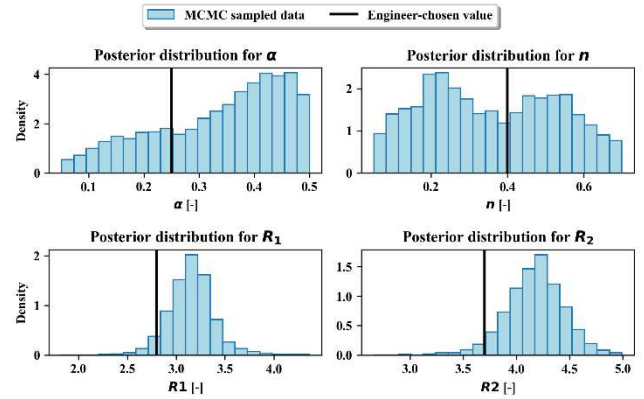 MCMC sampled data Engineer-chosen value
Posterior distribution for α Posterior distribution for n
Density
4
2
0
0.1 0.2 0.3 0.4 0.5
α [-]
2
1
0
0.2 0.4 0.6
n [-]
Posterior distribution for R1 Posterior distribution for R2
Density
2
1
0
2.0 2.5 3.0 3.5 4.0
R1 [-]
1.5
1.0
0.5
0.0
3.0 3.5 4.0 4.5 5.0
R2 [-]